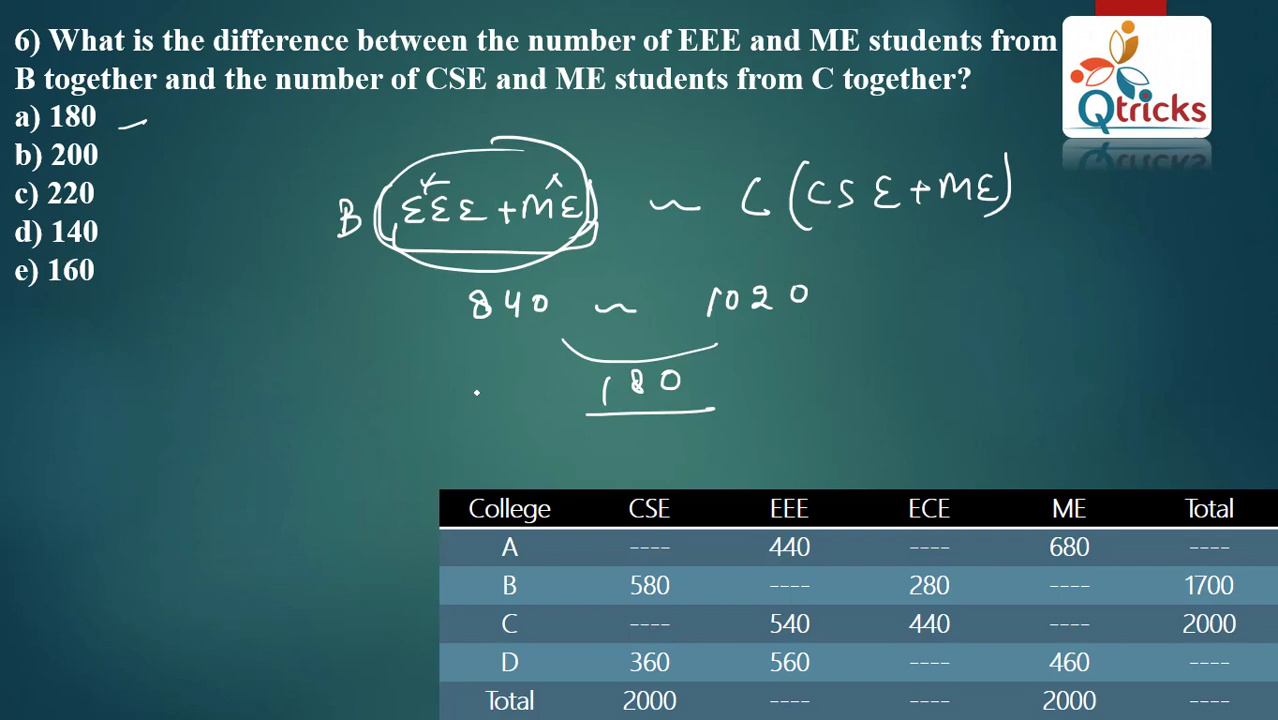 6) What is the difference between the number of EEE and ME students from
B together and the number of CSE and ME students from C together?
a) 180
b) 200
c) 220
d) 140
e) 160
Qtricks
B (EEE + ME) ~ C (CSE + ME)
840 ~ 1020
180
College CSE EEE ECE ME Total
A ---- 440 ---- 680 ----
B 580 ---- 280 ---- 1700
C ---- 540 440 ---- 2000
D 360 560 ---- 460 ----
Total 2000 ---- ---- 2000 ----